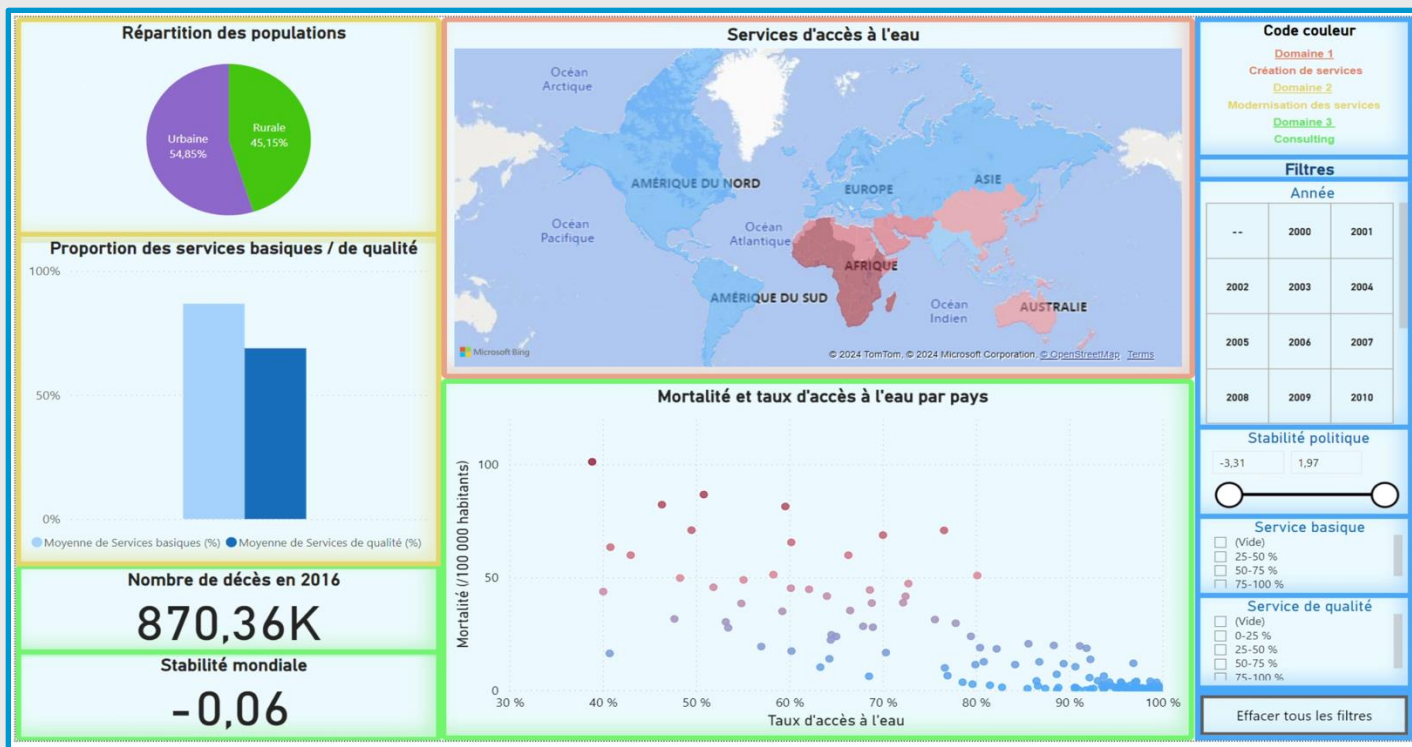 Répartition des populations
Urbaine
54,85%
Rurale
45,15%
Proportion des services basiques / de qualité
100%
50%
0%
Moyenne de Services basiques (%) Moyenne de Services de qualité (%)
Nombre de décès en 2016
870,36K
Stabilité mondiale
-0,06
Services d'accès à l'eau
Océan
Arctique
AMÉRIQUE DU NORD
EUROPE
ASIE
Océan
Pacifique
Océan
Atlantique
AFRIQUE
AMÉRIQUE DU SUD
Océan
Indien
AUSTRALIE
Microsoft Bing
© 2024 TomTom, © 2024 Microsoft Corporation, © OpenStreetMap Terms
Mortalité et taux d'accès à l'eau par pays
Mortalité (/100 000 habitants)
100
50
0
30 % 40 % 50 % 60 % 70 % 80 % 90 % 100 %
Taux d'accès à l'eau
Code couleur
Domaine 1
Création de services
Domaine 2
Modernisation des services
Domaine 3
Consulting
Filtres
Année
-- 2000 2001
2002 2003 2004
2005 2006 2007
2008 2009 2010
Stabilité politique
-3,31 1,97
Service basique
(Vide)
25-50 %
50-75 %
75-100 %
Service de qualité
(Vide)
0-25 %
25-50 %
50-75 %
75-100 %
Effacer tous les filtres